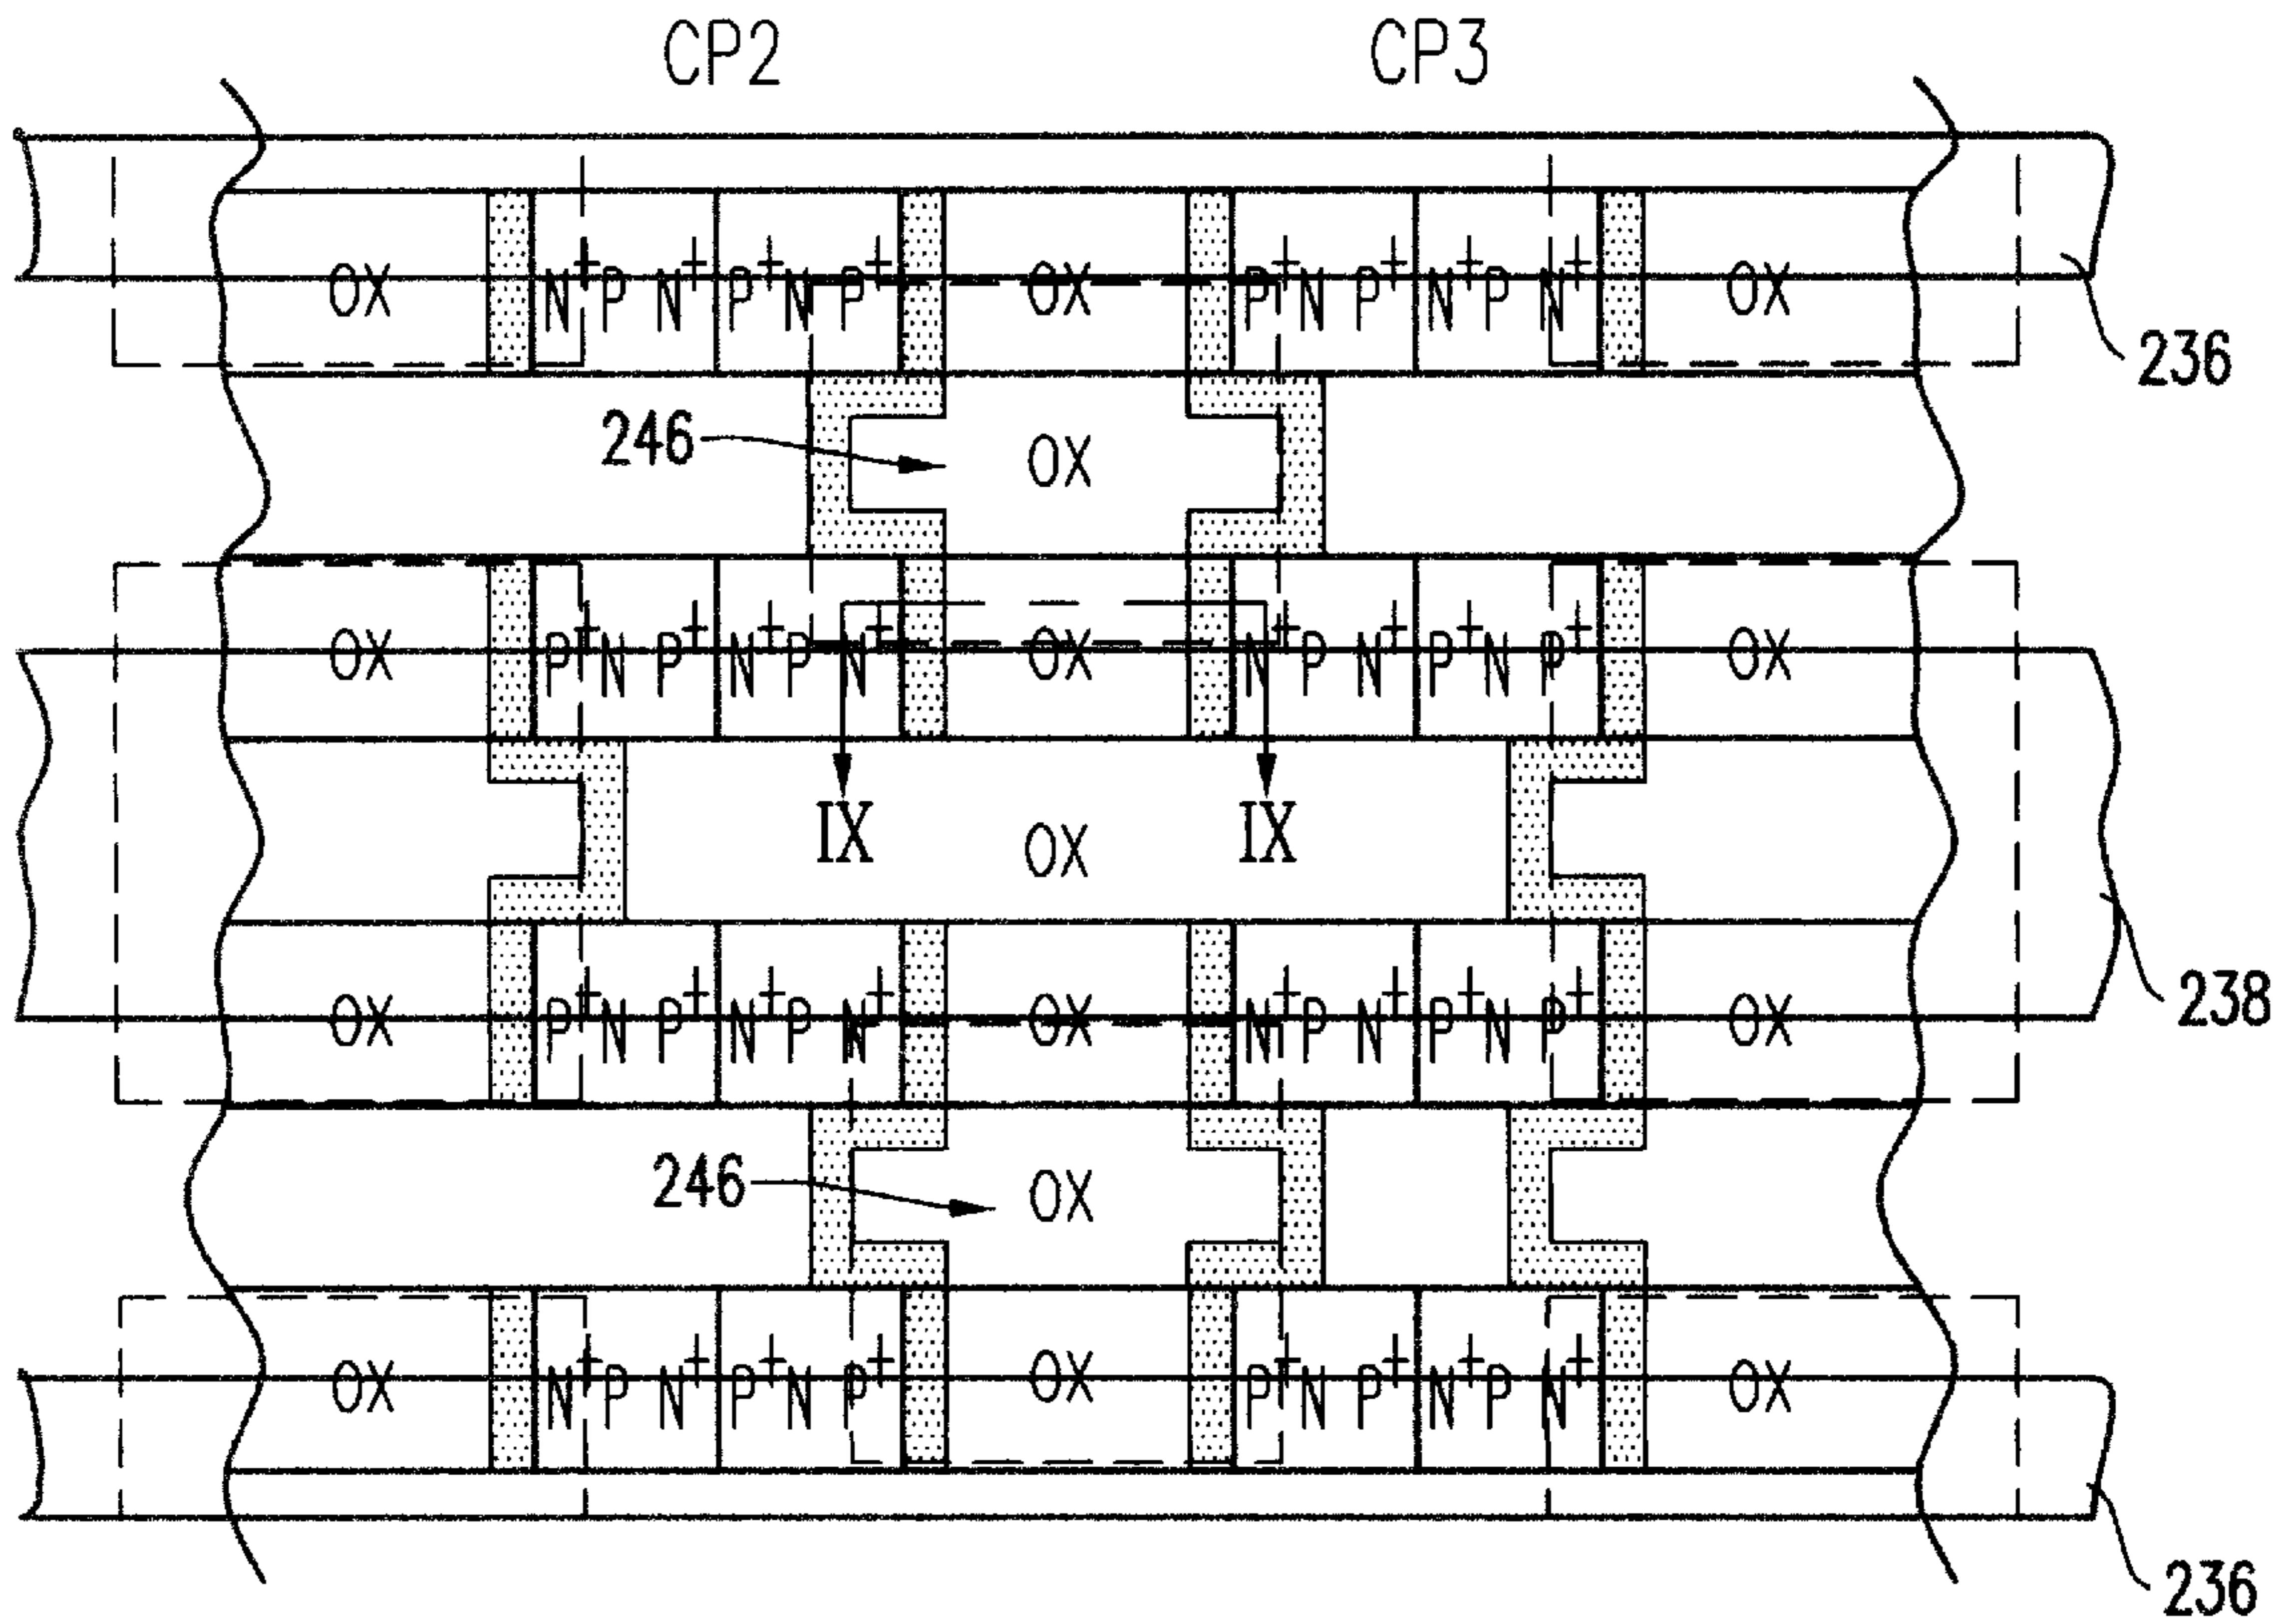 CP2 CP3
OX N⁺P N⁺ P⁺N P⁺ OX P⁺N P⁺ N⁺P N⁺ OX
236
246 OX
OX P⁺N P⁺ N⁺P N⁺ OX N⁺P N⁺ P⁺N P⁺ OX
IX OX IX
238
OX P⁺N P⁺ N⁺P N⁺ OX N⁺P N⁺ P⁺N P⁺ OX
246 OX
OX N⁺P N⁺ P⁺N P⁺ OX P⁺N P⁺ N⁺P N⁺ OX
236